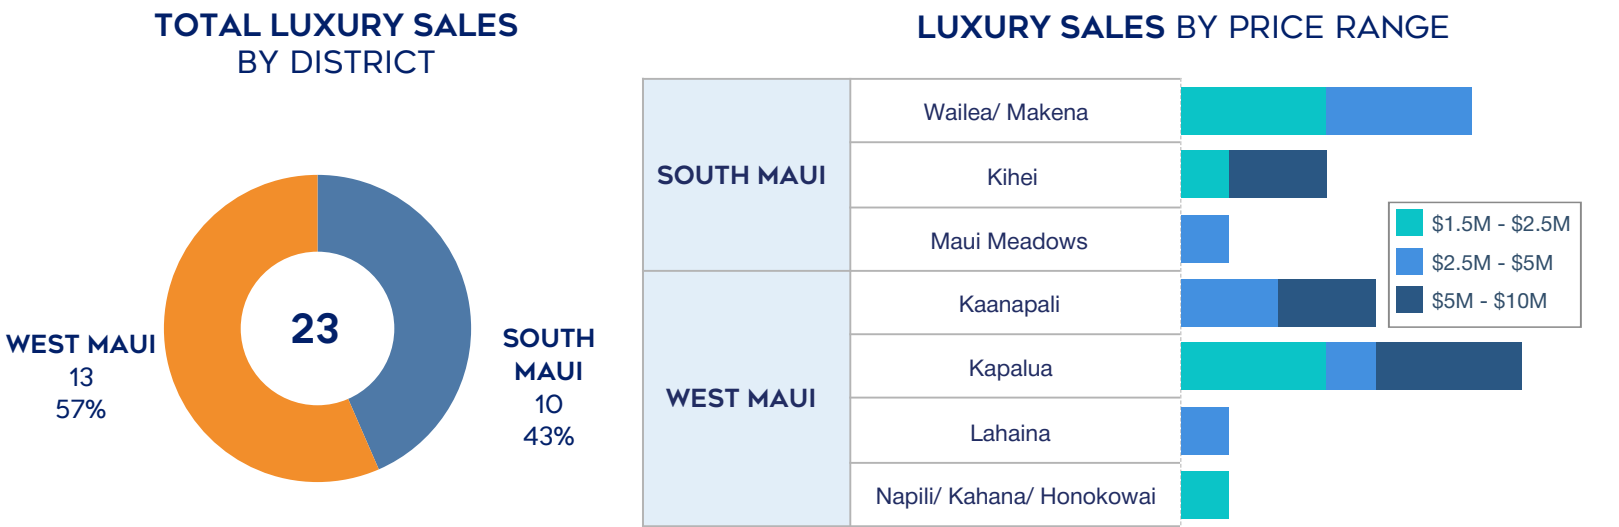 TOTAL LUXURY SALES
BY DISTRICT
23
WEST MAUI
13
57%
SOUTH
MAUI
10
43%
LUXURY SALES BY PRICE RANGE
SOUTH MAUI
Wailea/ Makena
Kihei
Maui Meadows
WEST MAUI
Kaanapali
Kapalua
Lahaina
Napili/ Kahana/ Honokowai
$1.5M - $2.5M
$2.5M - $5M
$5M - $10M